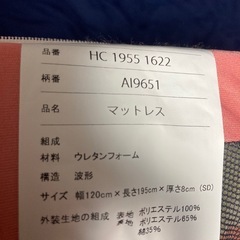 品番 HC 1955 1622
柄番 AI9651
品名 マットレス
組成
材料 ウレタンフォーム
構造 波形
サイズ 幅120cm×長さ195cm×厚さ8cm (SD)
外装生地の組成 表地 ポリエステル100%
裏地 ポリエステル65%
綿35%